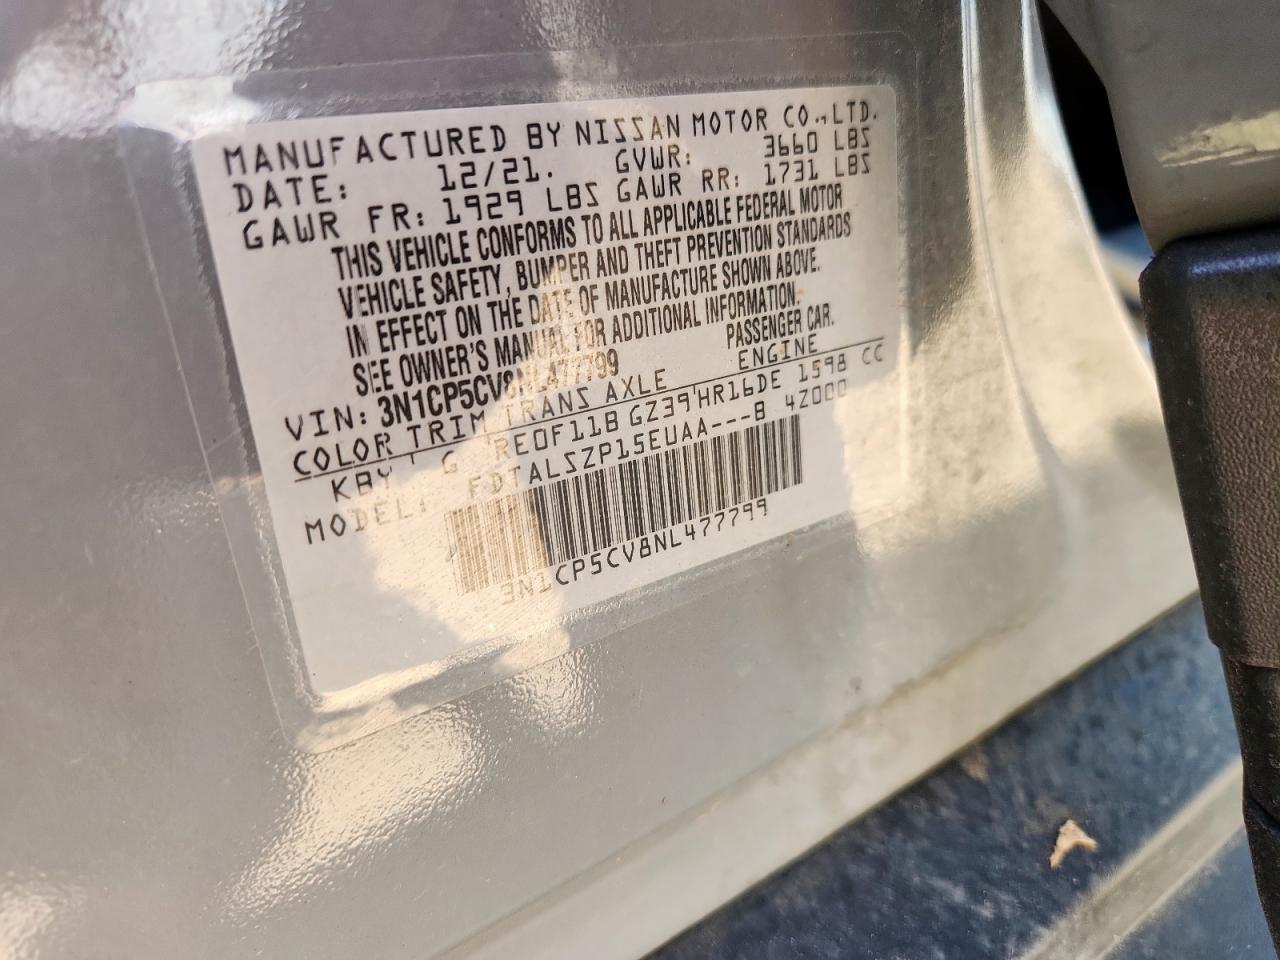 MANUFACTURED BY NISSAN MOTOR CO.,LTD.
DATE: 12/21. GVWR: 3660 LBS
GAWR FR: 1929 LBS GAWR RR: 1731 LBS
THIS VEHICLE CONFORMS TO ALL APPLICABLE FEDERAL MOTOR
VEHICLE SAFETY, BUMPER AND THEFT PREVENTION STANDARDS
IN EFFECT ON THE DATE OF MANUFACTURE SHOWN ABOVE.
SEE OWNER'S MANUAL FOR ADDITIONAL INFORMATION.
VIN: 3N1CP5CV8NL477799 PASSENGER CAR.
COLOR TRIM TRANS AXLE ENGINE
KBY G RE0F11B GZ39 HR16DE 1598 CC
MODEL: FDTALSZP15EUAA---B 42000
3N1CP5CV8NL477799